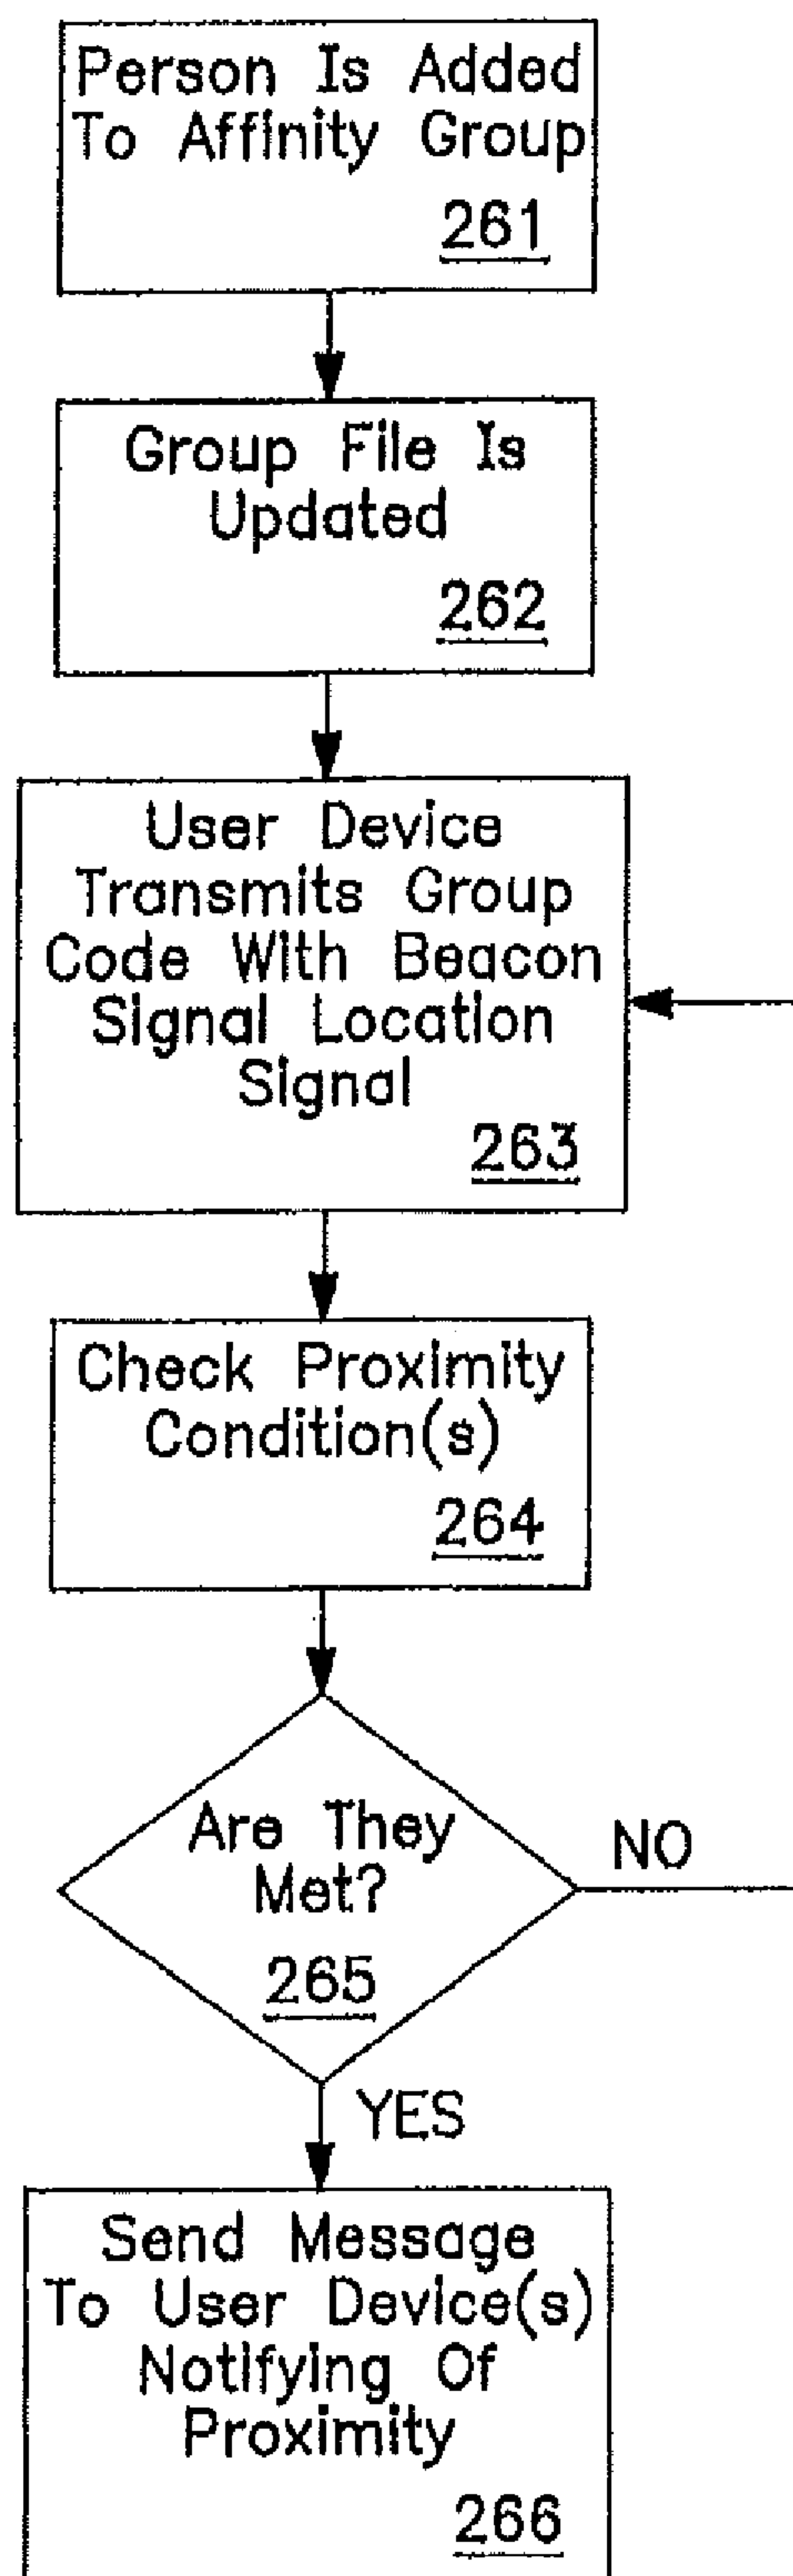 Person Is Added
To Affinity Group
261
Group File Is
Updated
262
User Device
Transmits Group
Code With Beacon
Signal Location
Signal
263
Check Proximity
Condition(s)
264
Are They
Met?
265
NO
YES
Send Message
To User Device(s)
Notifying Of
Proximity
266